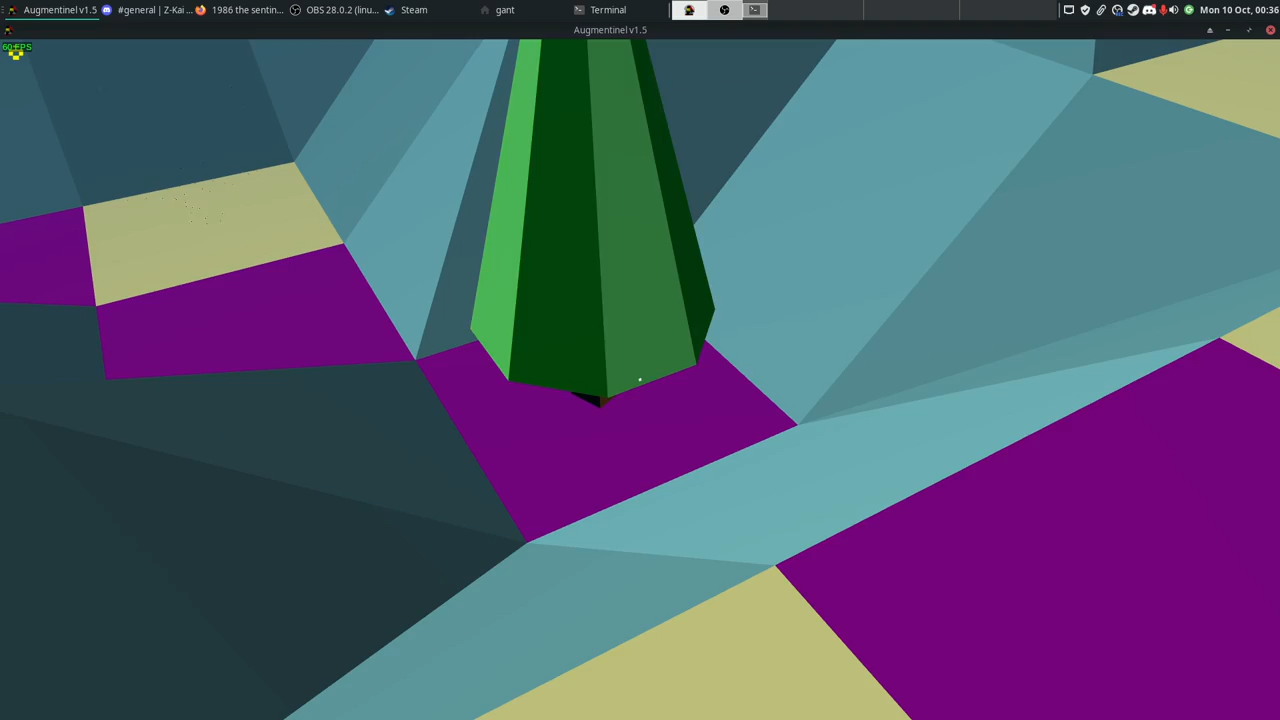 Augmentinel v1.5 #general | Z-Kai ... 1986 the sentin... OBS 28.0.2 (linu... Steam gant Terminal Mon 10 Oct, 00:36
Augmentinel v1.5
60 FPS